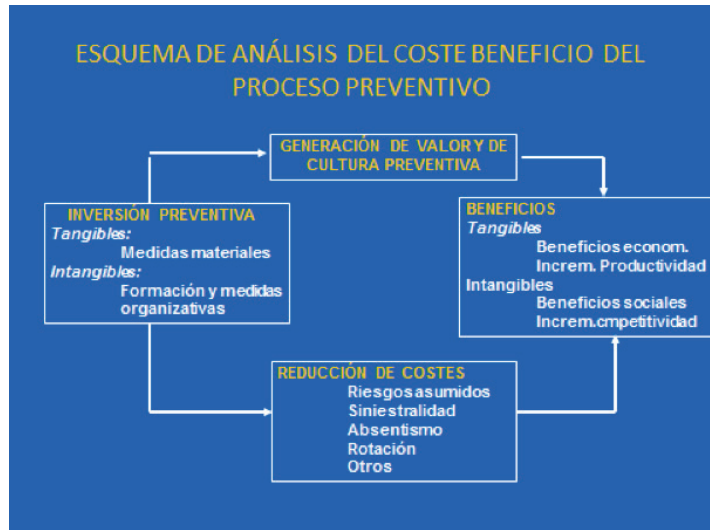 ESQUEMA DE ANÁLISIS DEL COSTE BENEFICIO DEL
PROCESO PREVENTIVO
GENERACIÓN DE VALOR Y DE
CULTURA PREVENTIVA
INVERSIÓN PREVENTIVA
Tangibles:
Medidas materiales
Intangibles:
Formación y medidas
organizativas
BENEFICIOS
Tangibles
Beneficios econom.
Increm. Productividad
Intangibles
Beneficios sociales
Increm.cmpetitividad
REDUCCIÓN DE COSTES
Riesgos asumidos
Siniestralidad
Absentismo
Rotación
Otros